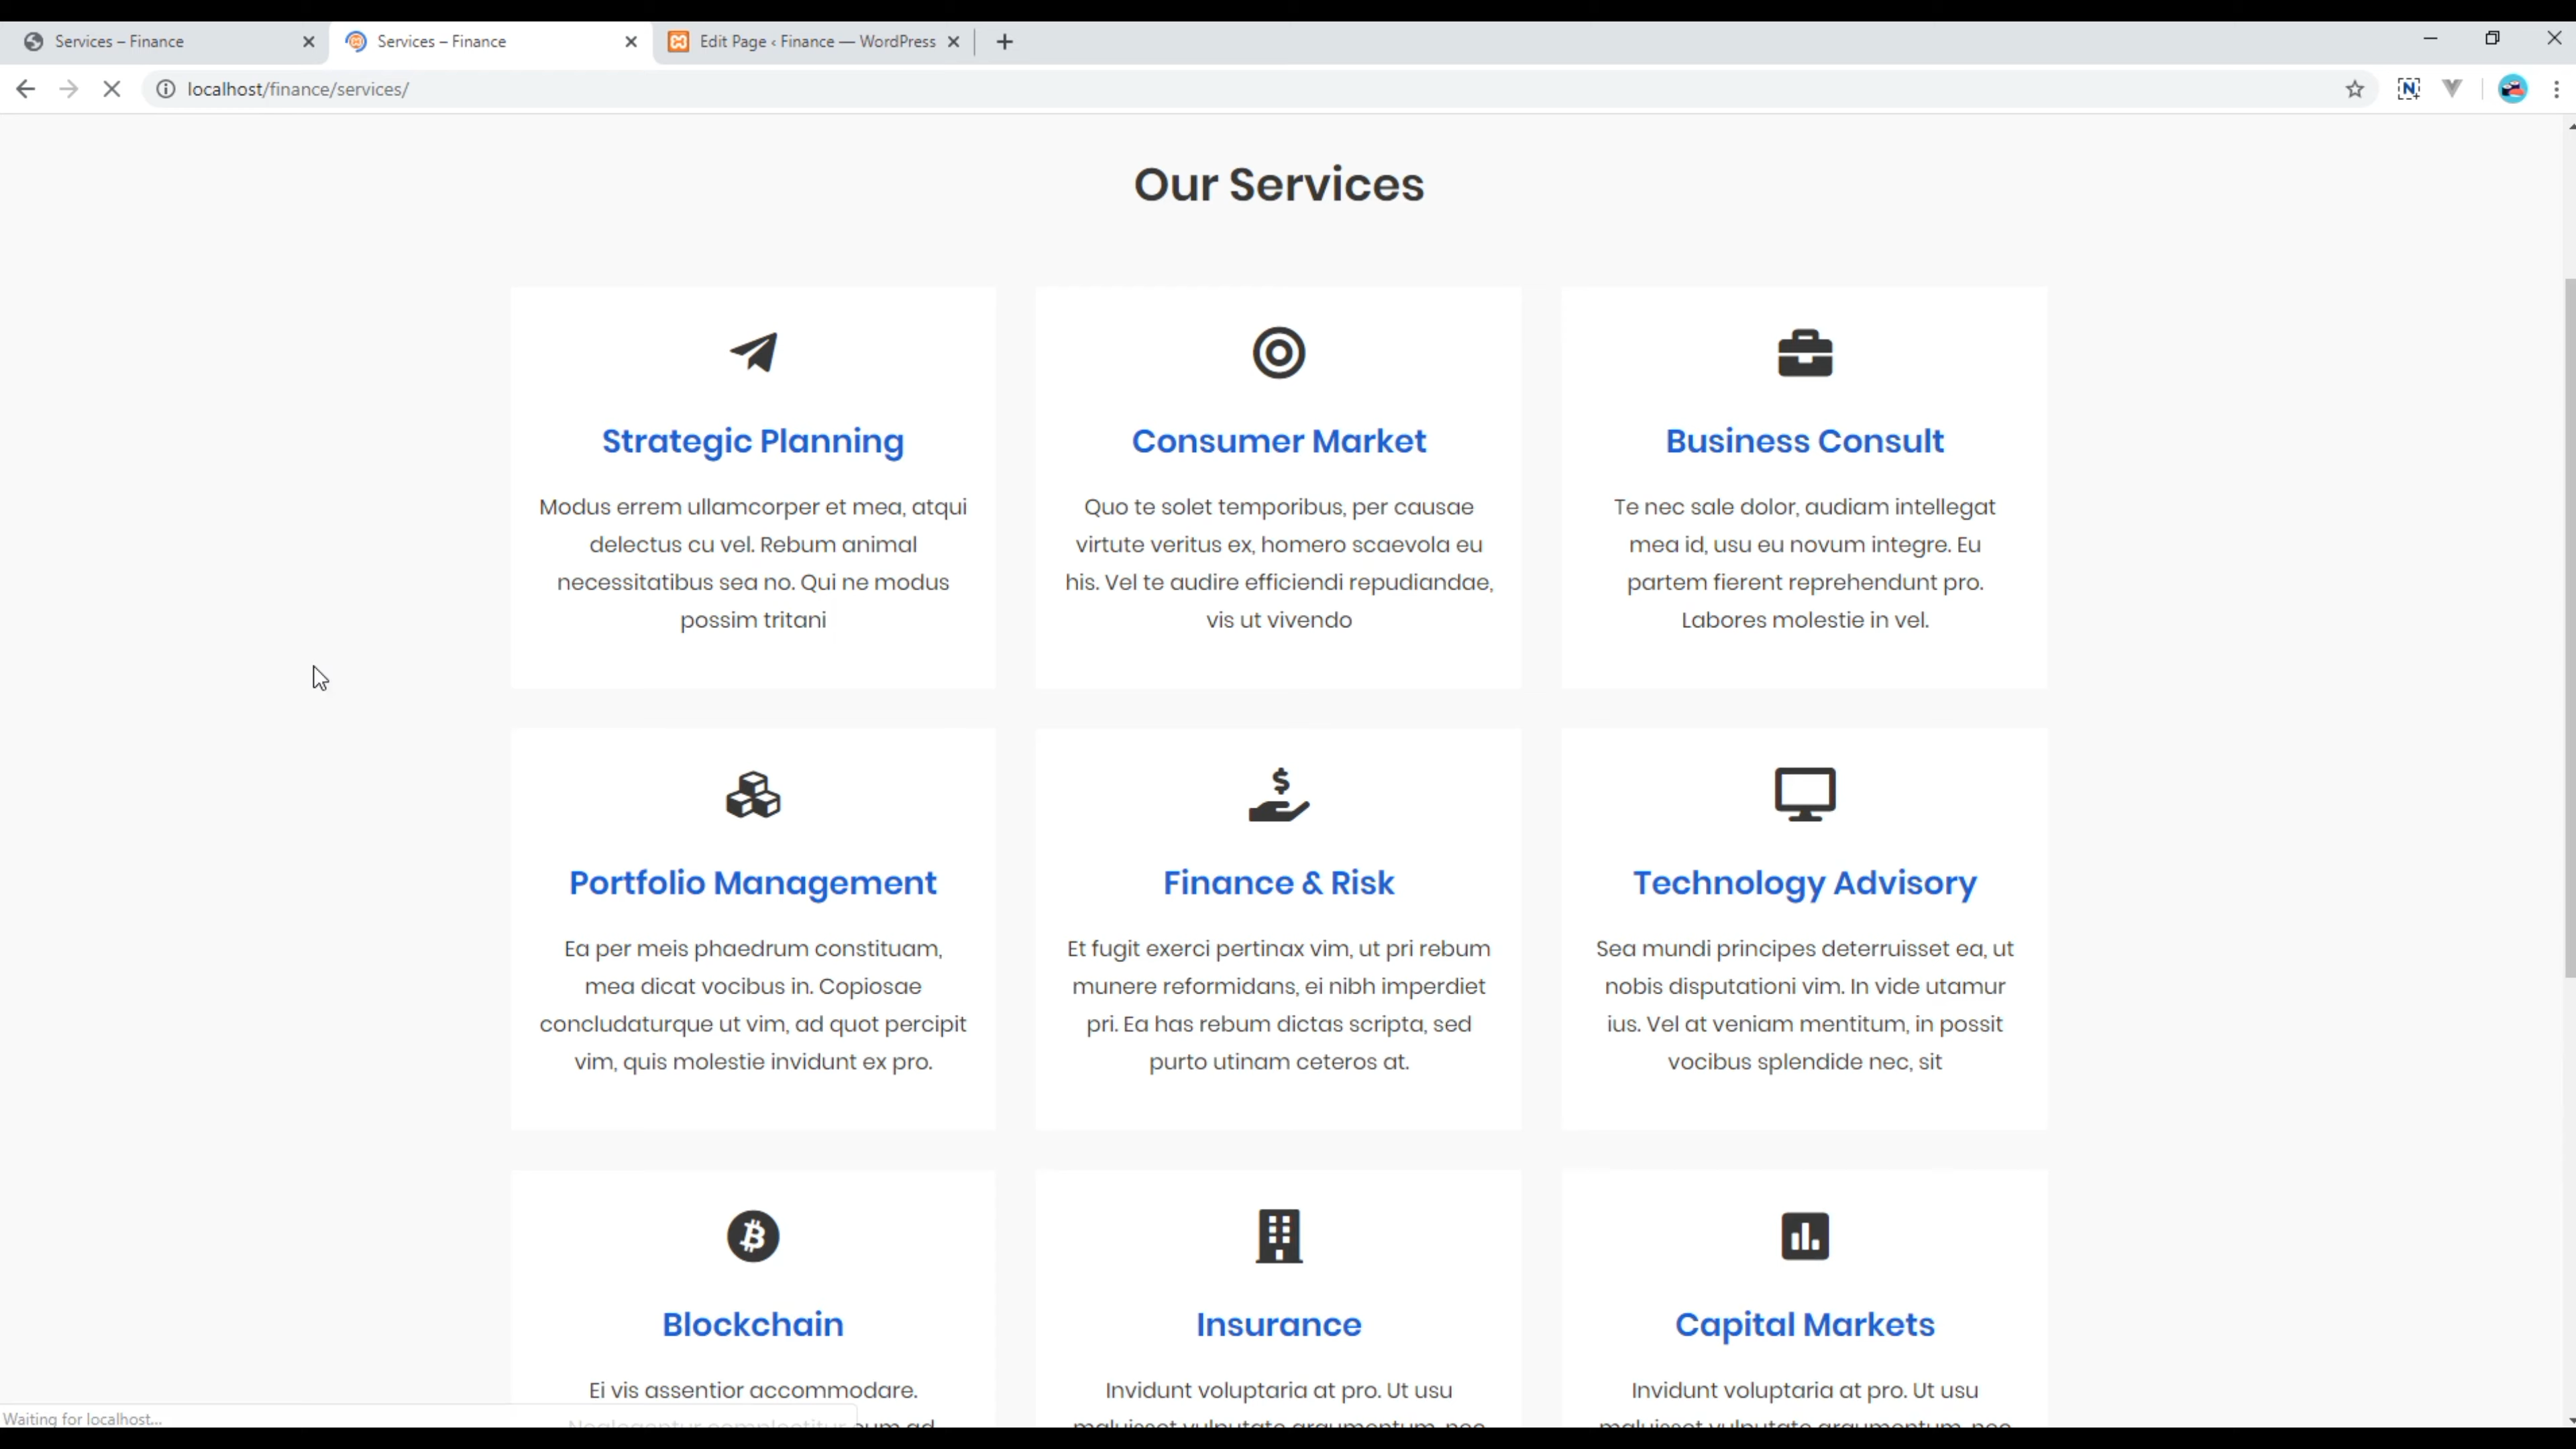 Services – Finance
Services – Finance
Edit Page ‹ Finance — WordPress
localhost/finance/services/
Our Services
Strategic Planning
Modus errem ullamcorper et mea, atqui
delectus cu vel. Rebum animal
necessitatibus sea no. Qui ne modus
possim tritani
Consumer Market
Quo te solet temporibus, per causae
virtute veritus ex, homero scaevola eu
his. Vel te audire efficiendi repudiandae,
vis ut vivendo
Business Consult
Te nec sale dolor, audiam intellegat
mea id, usu eu novum integre. Eu
partem fierent reprehendunt pro.
Labores molestie in vel.
Portfolio Management
Ea per meis phaedrum constituam,
mea dicat vocibus in. Copiosae
concludaturque ut vim, ad quot percipit
vim, quis molestie invidunt ex pro.
Finance & Risk
Et fugit exerci pertinax vim, ut pri rebum
munere reformidans, ei nibh imperdiet
pri. Ea has rebum dictas scripta, sed
purto utinam ceteros at.
Technology Advisory
Sea mundi principes deterruisset ea, ut
nobis disputationi vim. In vide utamur
ius. Vel at veniam mentitum, in possit
vocibus splendide nec, sit
Blockchain
Ei vis assentior accommodare.
Insurance
Invidunt voluptaria at pro. Ut usu
maluisset vulputate argumentum, nec
Capital Markets
Invidunt voluptaria at pro. Ut usu
maluisset vulputate argumentum, nec
Waiting for localhost...